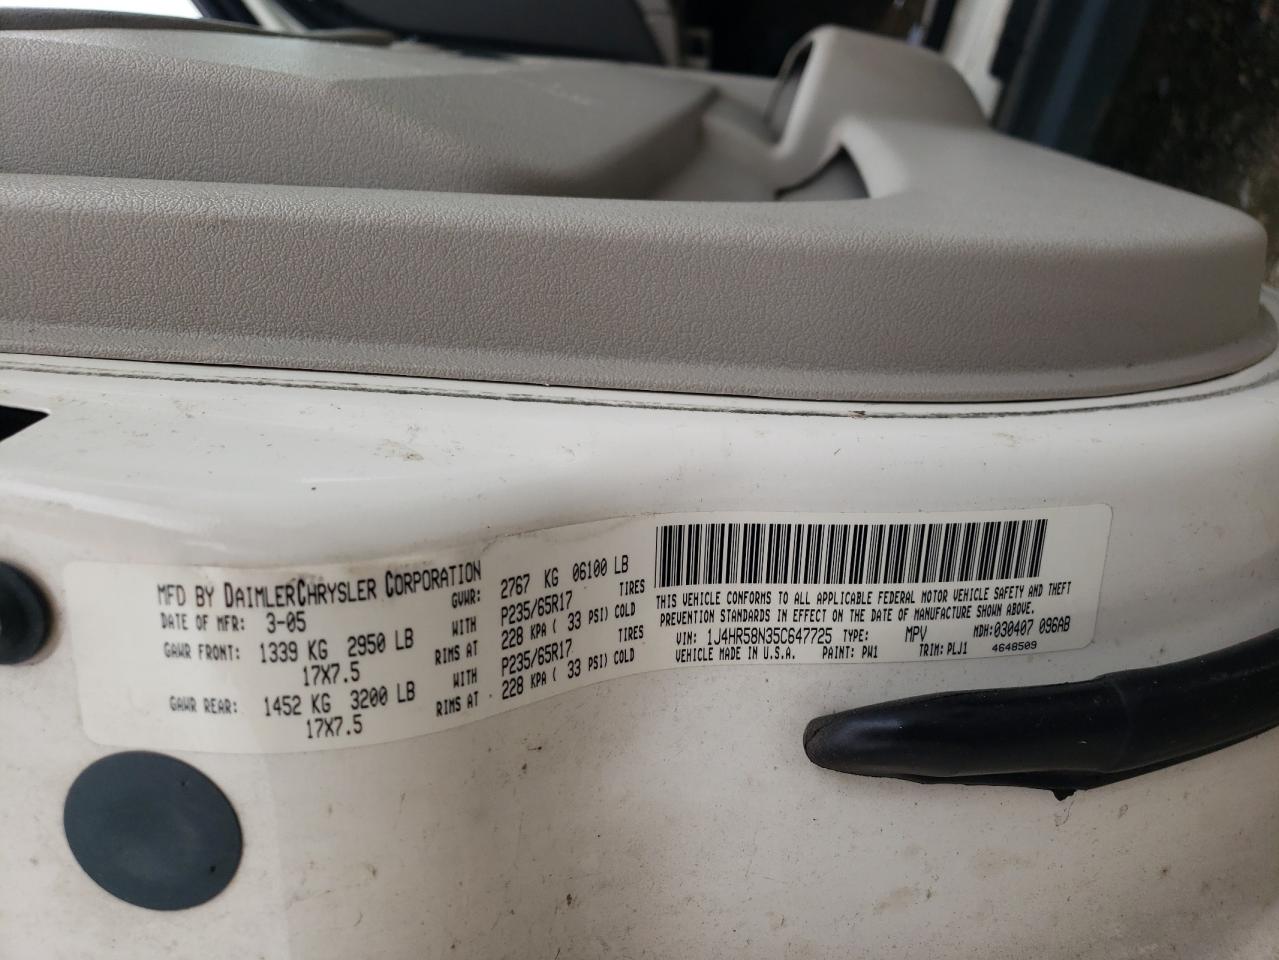 MFD BY DAIMLERCHRYSLER CORPORATION
DATE OF MFR: 3-05 GVWR: 2767 KG 06100 LB
GAWR FRONT: 1339 KG 2950 LB WITH P235/65R17 TIRES
17X7.5 RIMS AT 228 KPA ( 33 PSI) COLD
GAWR REAR: 1452 KG 3200 LB WITH P235/65R17 TIRES
17X7.5 RIMS AT 228 KPA ( 33 PSI) COLD
THIS VEHICLE CONFORMS TO ALL APPLICABLE FEDERAL MOTOR VEHICLE SAFETY AND THEFT
PREVENTION STANDARDS IN EFFECT ON THE DATE OF MANUFACTURE SHOWN ABOVE.
VIN: 1J4HR58N35C647725 TYPE: MPV MDH:030407 096AB
VEHICLE MADE IN U.S.A. PAINT: PW1 TRIM: PLJ1 4648509